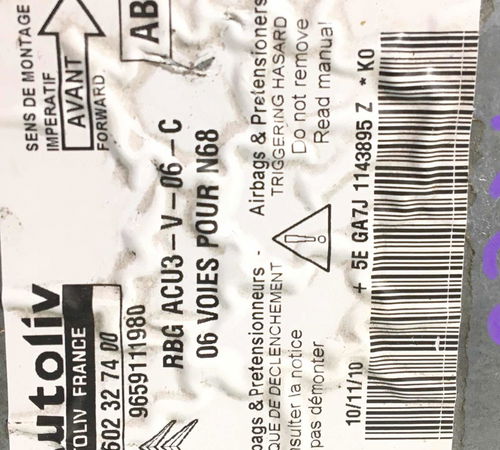 SENS DE MONTAGE
IMPERATIF
AVANT
FORWARD
AB
utoliv
TOLIV FRANCE
602 32 74 00
9659111980
RBG ACU3-V-06-C
06 VOIES POUR N68
bags & Pretensionneurs -
QUE DE DECLENCHEMENT
nsulter la notice
pas démonter
Airbags & Pretensioners
TRIGGERING HASARD
Do not remove
Read manual
10/11/10
+ 5E GA7J 1143895 Z * K0